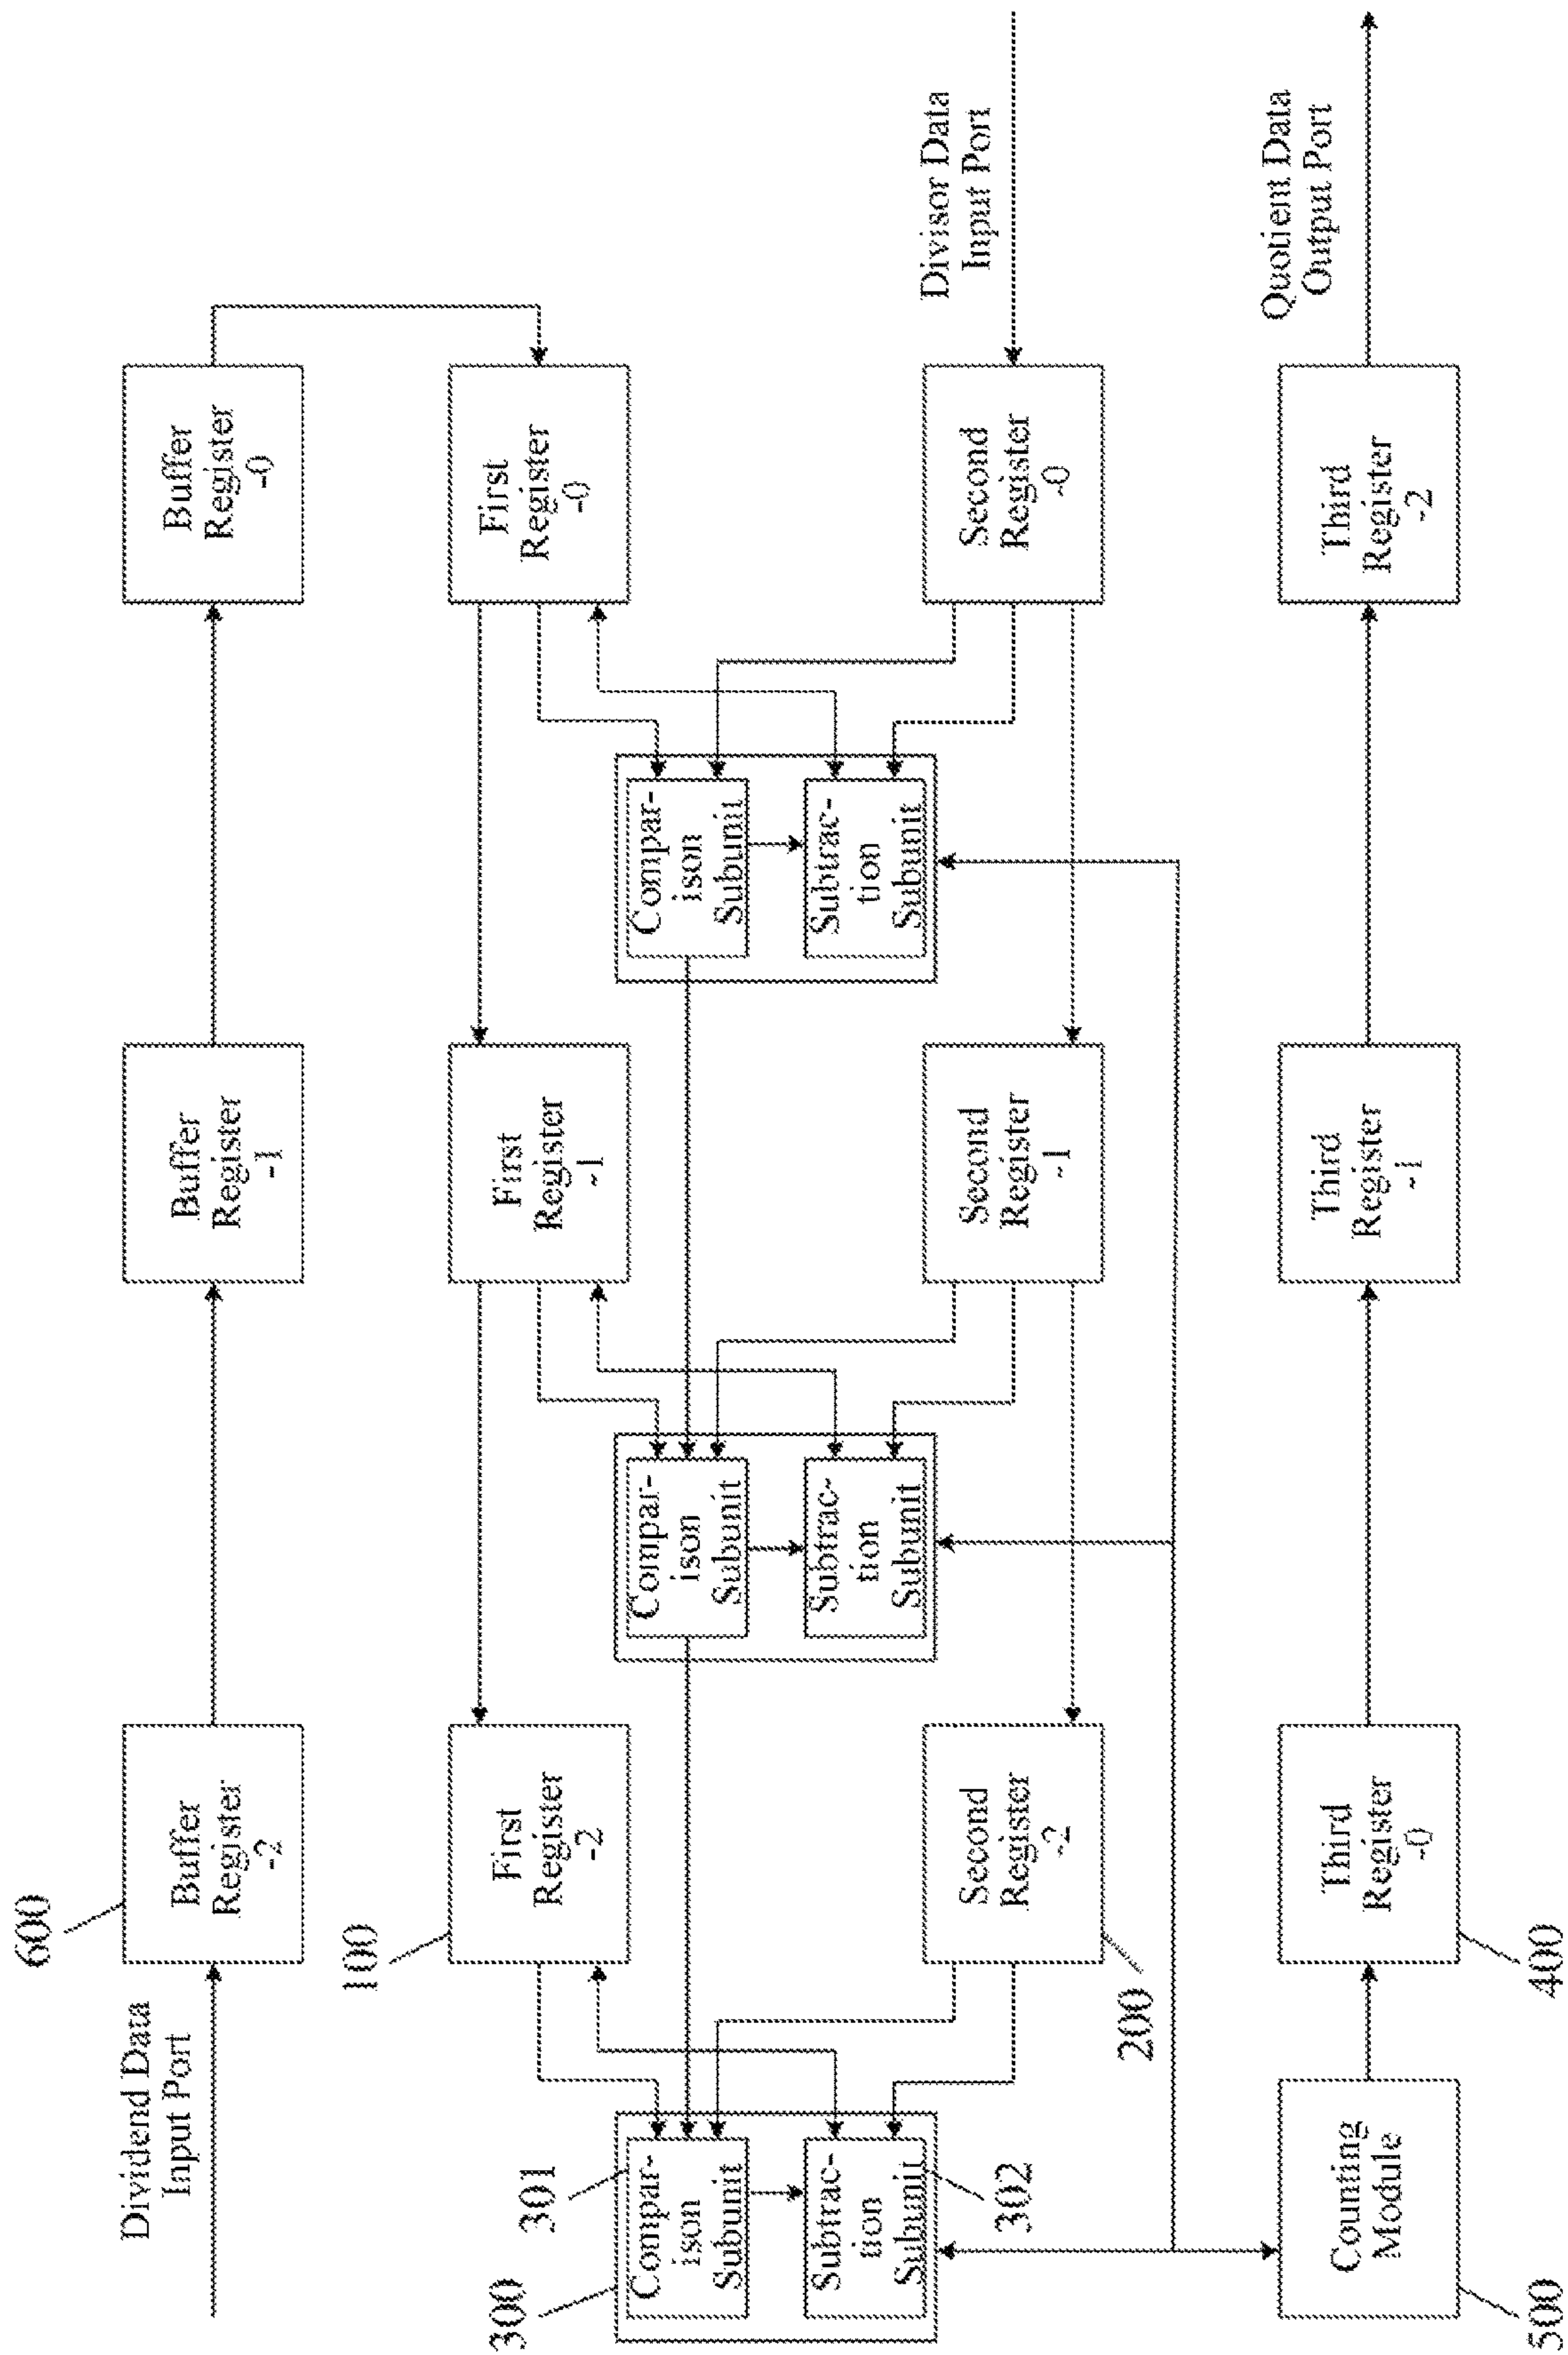 600
Dividend Data
Input Port
Buffer
Register
-2
Buffer
Register
-1
Buffer
Register
-0
100
First
Register
-2
First
Register
~1
First
Register
-0
300
301
Compar-
ison
Subunit
Subtrac-
tion
Subunit
302
Compar-
ison
Subunit
Subtrac-
tion
Subunit
Compar-
ison
Subunit
Subtrac-
tion
Subunit
200
Second
Register
-2
Second
Register
~1
Second
Register
-0
Divisor Data
Input Port
500
Counting
Module
400
Third
Register
-0
Third
Register
~1
Third
Register
-2
Quotient Data
Output Port